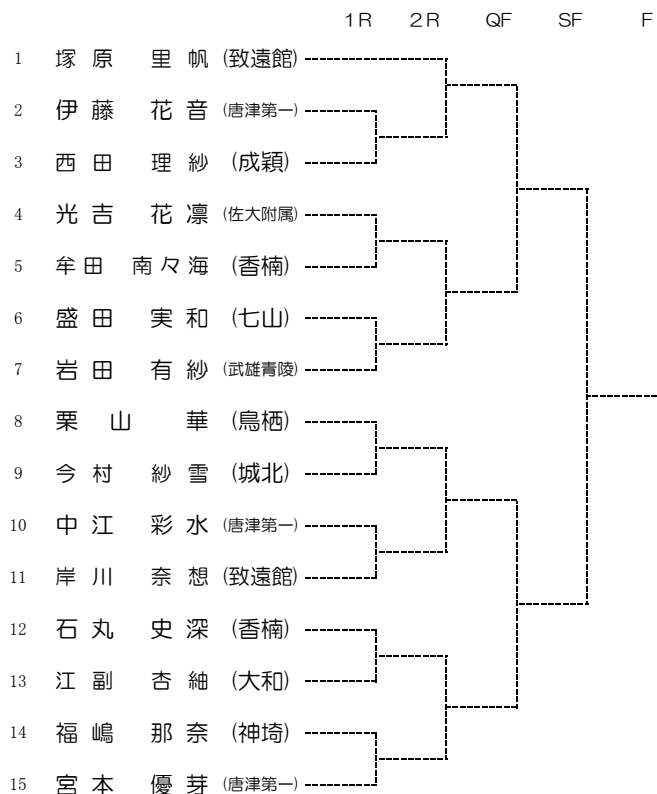 1R 2R QF SF F
1 塚原 里帆 (致遠館)
2 伊藤 花音 (唐津第一)
3 西田 理紗 (成穎)
4 光吉 花凛 (佐大附属)
5 牟田 南々海 (香楠)
6 盛田 実和 (七山)
7 岩田 有紗 (武雄青陵)
8 栗山 華 (鳥栖)
9 今村 紗雪 (城北)
10 中江 彩水 (唐津第一)
11 岸川 奈想 (致遠館)
12 石丸 史深 (香楠)
13 江副 杏紬 (大和)
14 福嶋 那奈 (神埼)
15 宮本 優芽 (唐津第一)